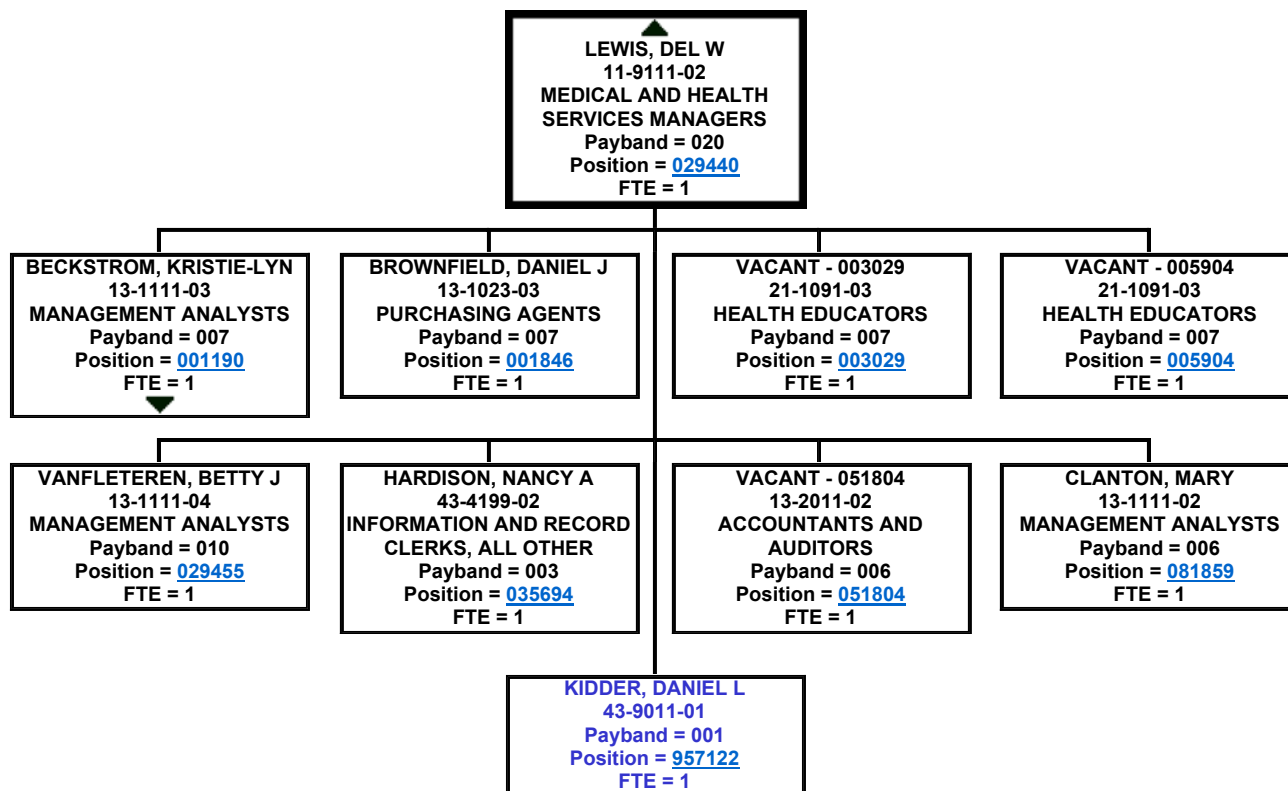 LEWIS, DEL W
11-9111-02
MEDICAL AND HEALTH
SERVICES MANAGERS
Payband = 020
Position = 029440
FTE = 1
BECKSTROM, KRISTIE-LYN
13-1111-03
MANAGEMENT ANALYSTS
Payband = 007
Position = 001190
FTE = 1
BROWNFIELD, DANIEL J
13-1023-03
PURCHASING AGENTS
Payband = 007
Position = 001846
FTE = 1
VACANT - 003029
21-1091-03
HEALTH EDUCATORS
Payband = 007
Position = 003029
FTE = 1
VACANT - 005904
21-1091-03
HEALTH EDUCATORS
Payband = 007
Position = 005904
FTE = 1
VANFLETEREN, BETTY J
13-1111-04
MANAGEMENT ANALYSTS
Payband = 010
Position = 029455
FTE = 1
HARDISON, NANCY A
43-4199-02
INFORMATION AND RECORD
CLERKS, ALL OTHER
Payband = 003
Position = 035694
FTE = 1
VACANT - 051804
13-2011-02
ACCOUNTANTS AND
AUDITORS
Payband = 006
Position = 051804
FTE = 1
CLANTON, MARY
13-1111-02
MANAGEMENT ANALYSTS
Payband = 006
Position = 081859
FTE = 1
KIDDER, DANIEL L
43-9011-01
Payband = 001
Position = 957122
FTE = 1